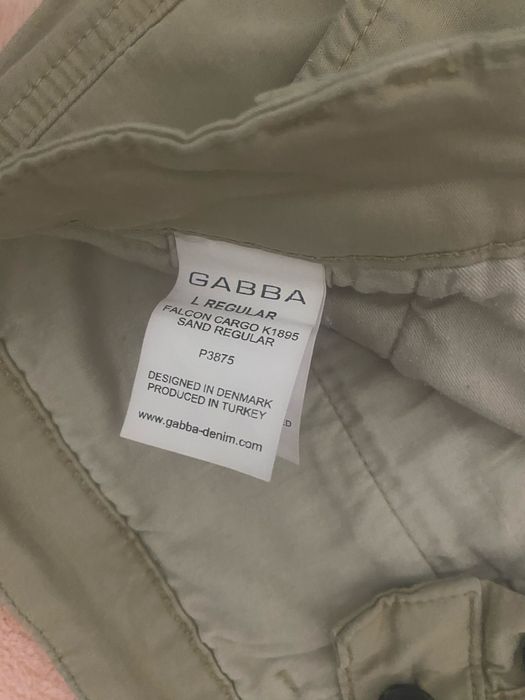 GABBA
L REGULAR
FALCON CARGO K1895
SAND REGULAR
P3875
DESIGNED IN DENMARK
PRODUCED IN TURKEY
www.gabba-denim.com